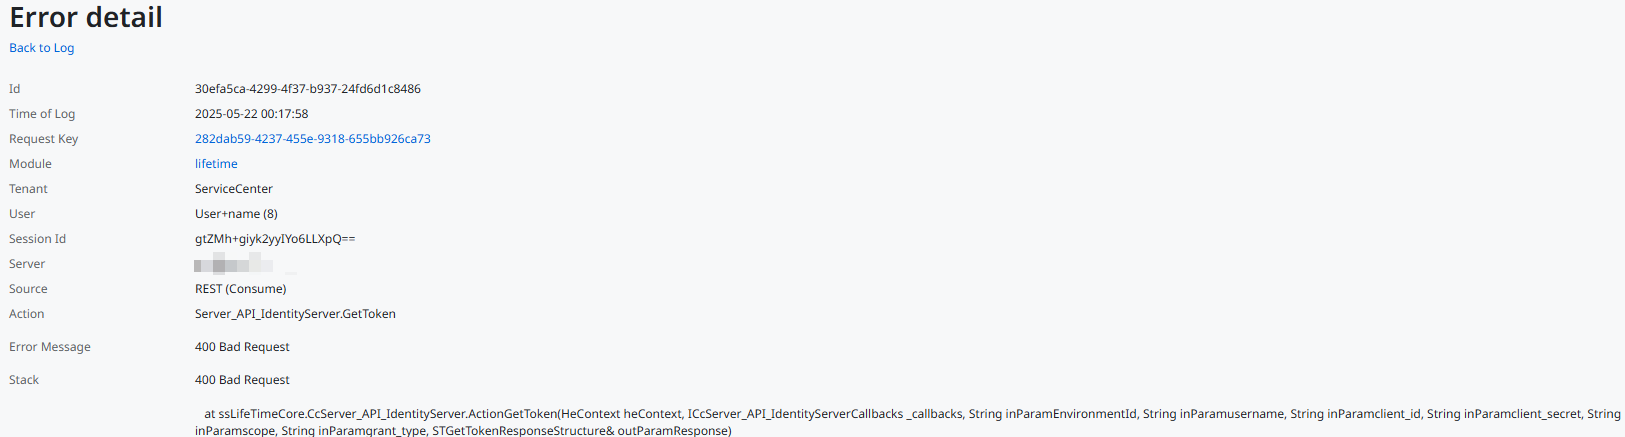 Error detail
Back to Log
Id 30efa5ca-4299-4f37-b937-24fd6d1c8486
Time of Log 2025-05-22 00:17:58
Request Key 282dab59-4237-455e-9318-655bb926ca73
Module lifetime
Tenant ServiceCenter
User User+name (8)
Session Id gtZMh+giyk2yyIYo6LLXpQ==
Server
Source REST (Consume)
Action Server_API_IdentityServer.GetToken
Error Message 400 Bad Request
Stack 400 Bad Request
at ssLifeTimeCore.CcServer_API_IdentityServer.ActionGetToken(HeContext heContext, ICcServer_API_IdentityServerCallbacks _callbacks, String inParamEnvironmentId, String inParamusername, String inParamclient_id, String inParamclient_secret, String
inParamscope, String inParamgrant_type, STGetTokenResponseStructure& outParamResponse)